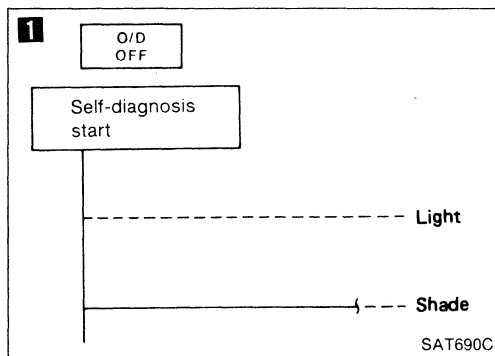 1
O/D
OFF
Self-diagnosis
start
Light
Shade
SAT690C